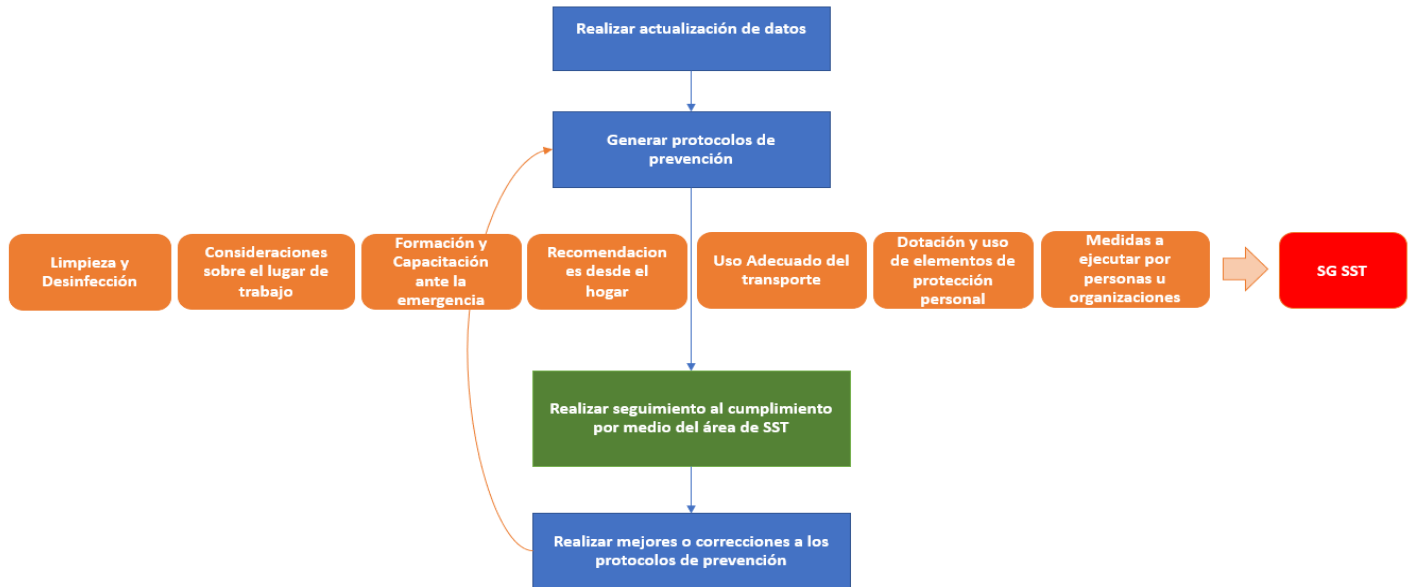 Realizar actualización de datos
Generar protocolos de
prevención
Limpieza y
Desinfección
Consideraciones
sobre el lugar de
trabajo
Formación y
Capacitación
ante la
emergencia
Recomendacion
es desde el
hogar
Uso Adecuado del
transporte
Dotación y uso
de elementos de
protección
personal
Medidas a
ejecutar por
personas u
organizaciones
SG SST
Realizar seguimiento al cumplimiento
por medio del área de SST
Realizar mejores o correcciones a los
protocolos de prevención